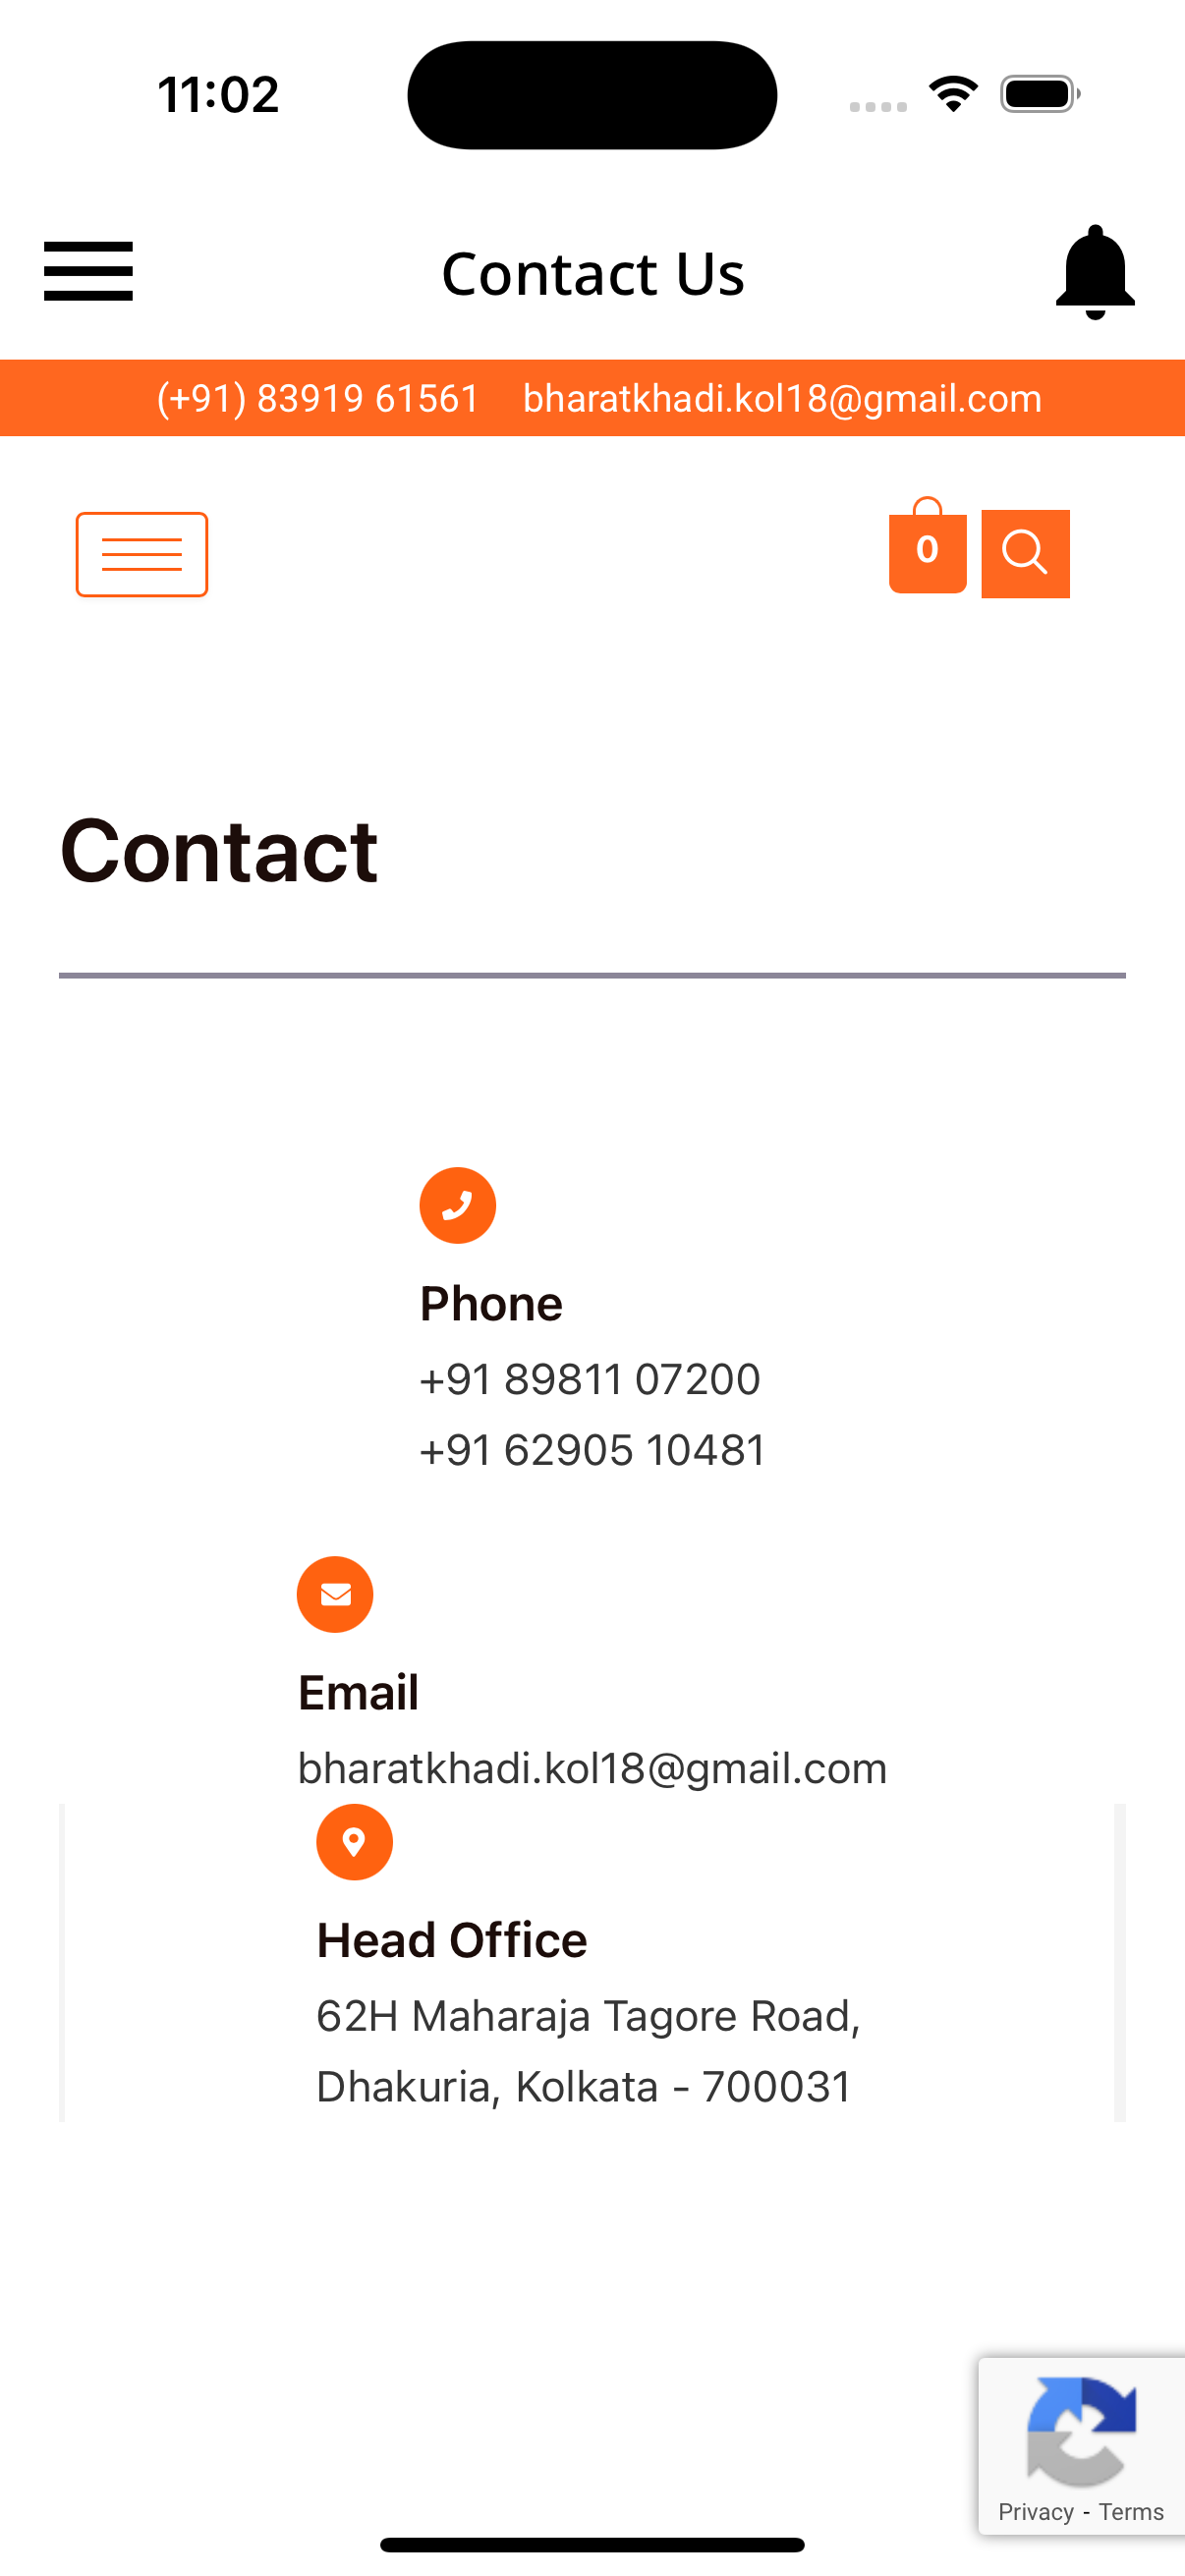 11:02
Contact Us
(+91) 83919 61561 bharatkhadi.kol18@gmail.com
0
Contact
Phone
+91 89811 07200
+91 62905 10481
Email
bharatkhadi.kol18@gmail.com
Head Office
62H Maharaja Tagore Road,
Dhakuria, Kolkata - 700031
Privacy - Terms